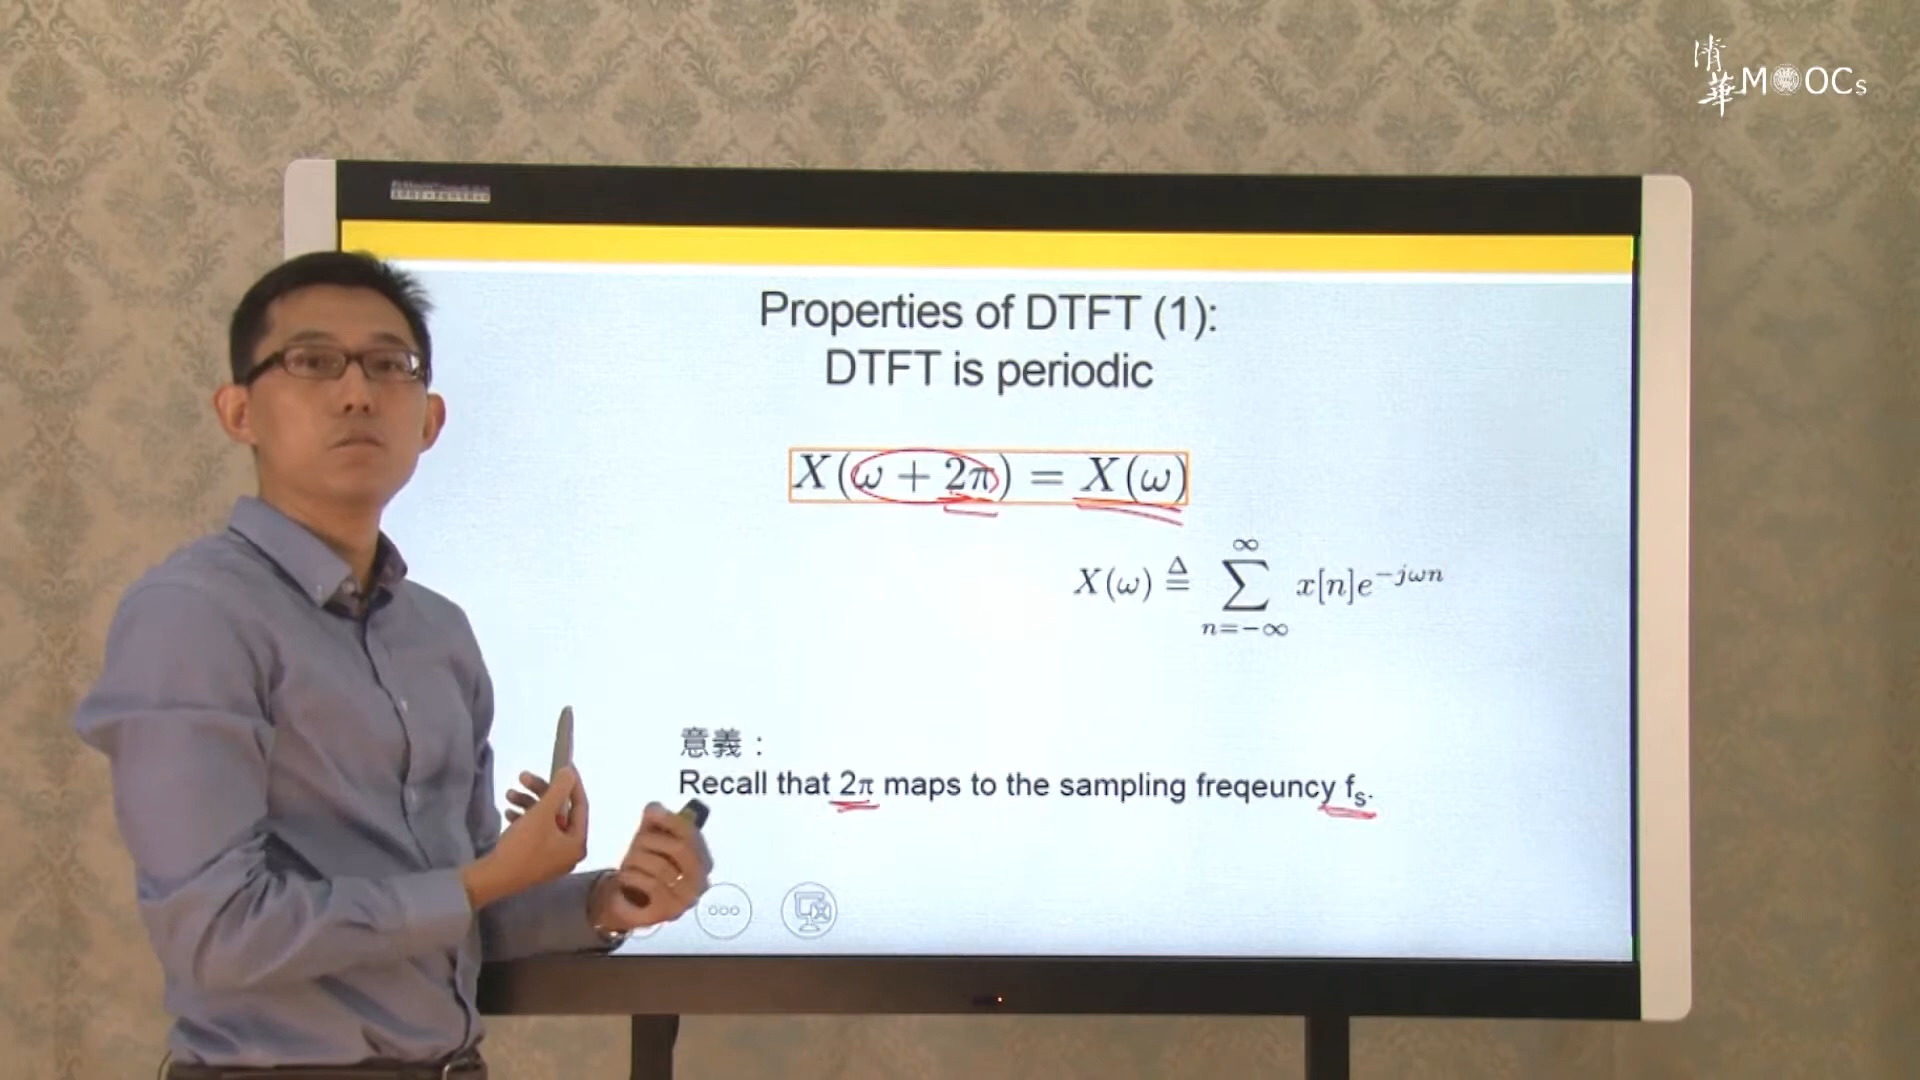 清華MOOCs
Properties of DTFT (1):
DTFT is periodic
X(ω + 2π) = X(ω)
X(ω) ≜ ∑_{n=-∞}^{∞} x[n]e^{-jωn}
意義：
Recall that 2π maps to the sampling freqeuncy f_s.